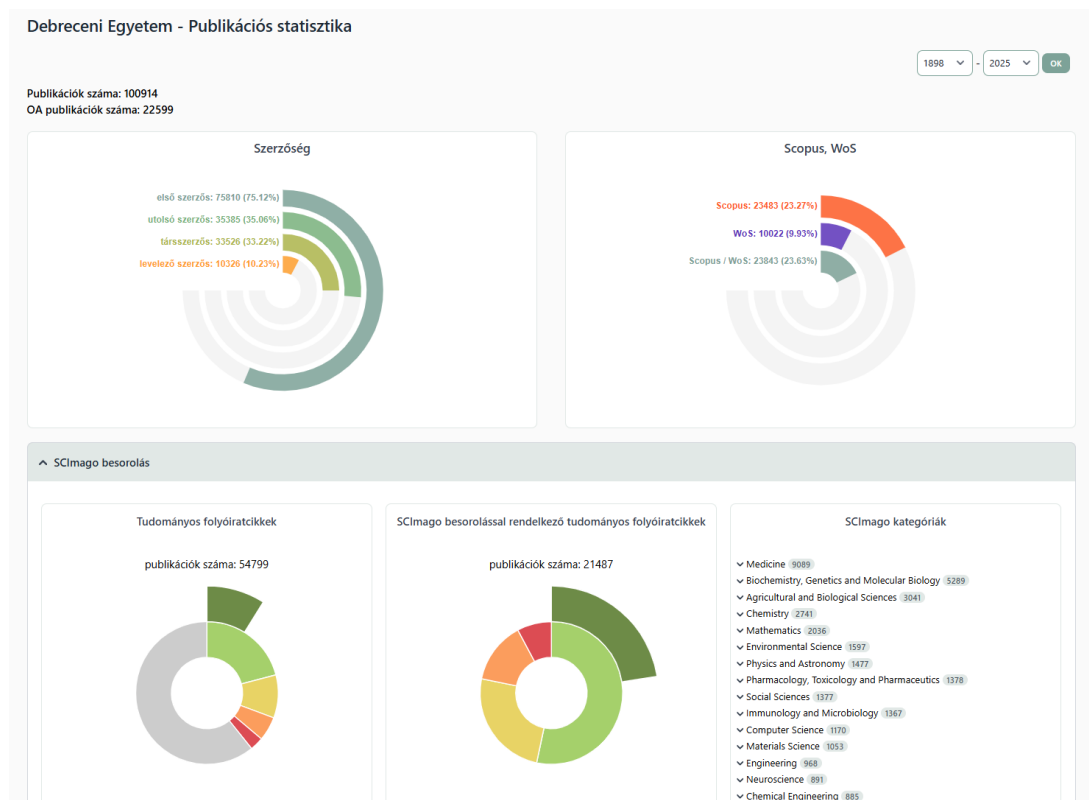 Debreceni Egyetem - Publikációs statisztika
1898 - 2025 OK
Publikációk száma: 100914
OA publikációk száma: 22599
Szerzőség
első szerzős: 75810 (75.12%)
utolsó szerzős: 35385 (35.06%)
társszerzős: 33526 (33.22%)
levelező szerzős: 10326 (10.23%)
Scopus, WoS
Scopus: 23483 (23.27%)
WoS: 10022 (9.93%)
Scopus / WoS: 23843 (23.63%)
SCImago besorolás
Tudományos folyóiratcikkek
publikációk száma: 54799
SCImago besorolással rendelkező tudományos folyóiratcikkek
publikációk száma: 21487
SCImago kategóriák
Medicine 9089
Biochemistry, Genetics and Molecular Biology 5289
Agricultural and Biological Sciences 3041
Chemistry 2741
Mathematics 2036
Environmental Science 1597
Physics and Astronomy 1477
Pharmacology, Toxicology and Pharmaceutics 1378
Social Sciences 1377
Immunology and Microbiology 1367
Computer Science 1170
Materials Science 1053
Engineering 968
Neuroscience 891
Chemical Engineering 885